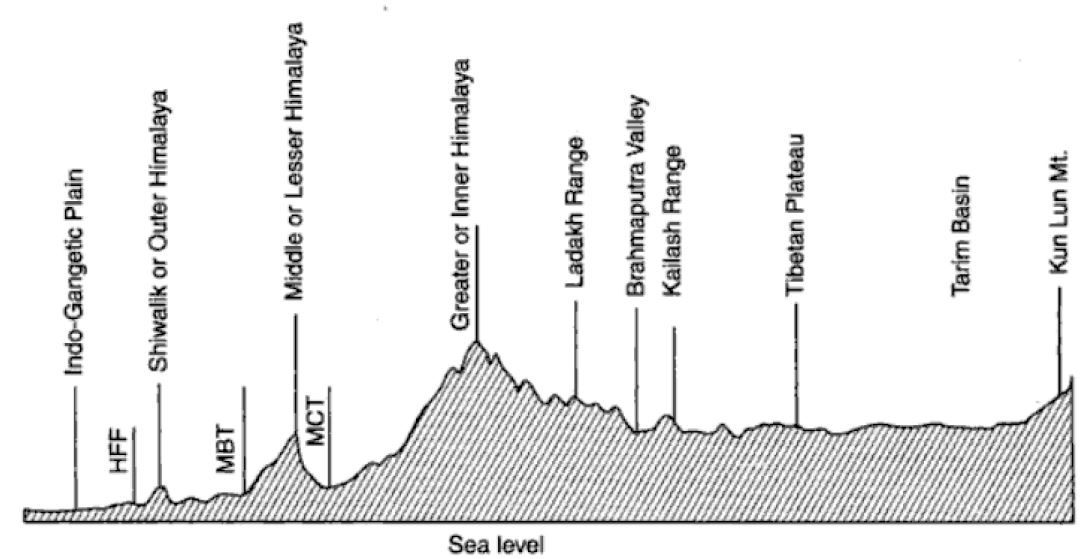 Indo-Gangetic Plain
HFF
Shiwalik or Outer Himalaya
MBT
Middle or Lesser Himalaya
MCT
Greater or Inner Himalaya
Ladakh Range
Brahmaputra Valley
Kailash Range
Tibetan Plateau
Tarim Basin
Kun Lun Mt.
Sea level